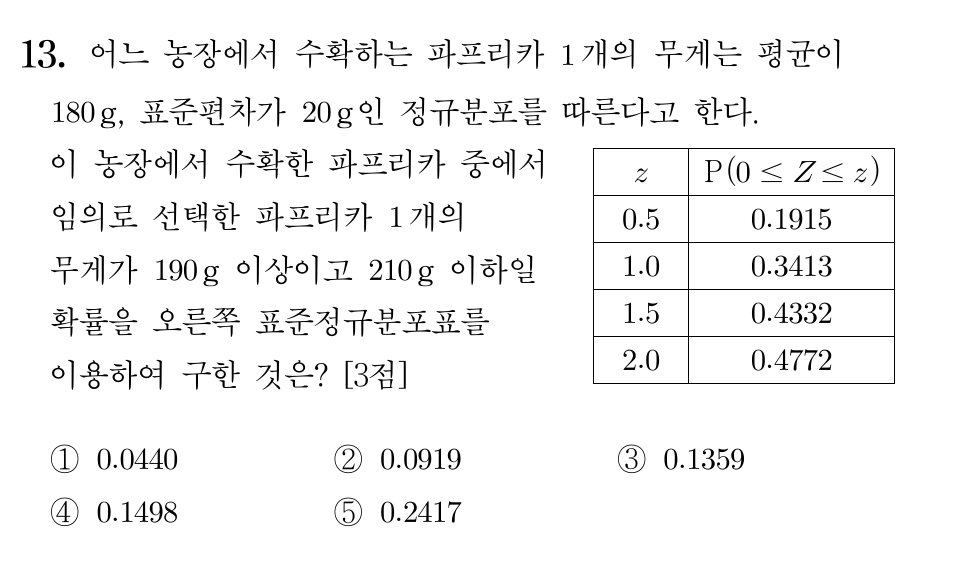 13. 어느 농장에서 수확하는 파프리카 1개의 무게는 평균이
180g, 표준편차가 20g인 정규분포를 따른다고 한다.
이 농장에서 수확한 파프리카 중에서
임의로 선택한 파프리카 1개의
무게가 190g 이상이고 210g 이하일
확률을 오른쪽 표준정규분포표를
이용하여 구한 것은? [3점]
z P(0≤Z≤z)
0.5 0.1915
1.0 0.3413
1.5 0.4332
2.0 0.4772
① 0.0440 ② 0.0919 ③ 0.1359
④ 0.1498 ⑤ 0.2417